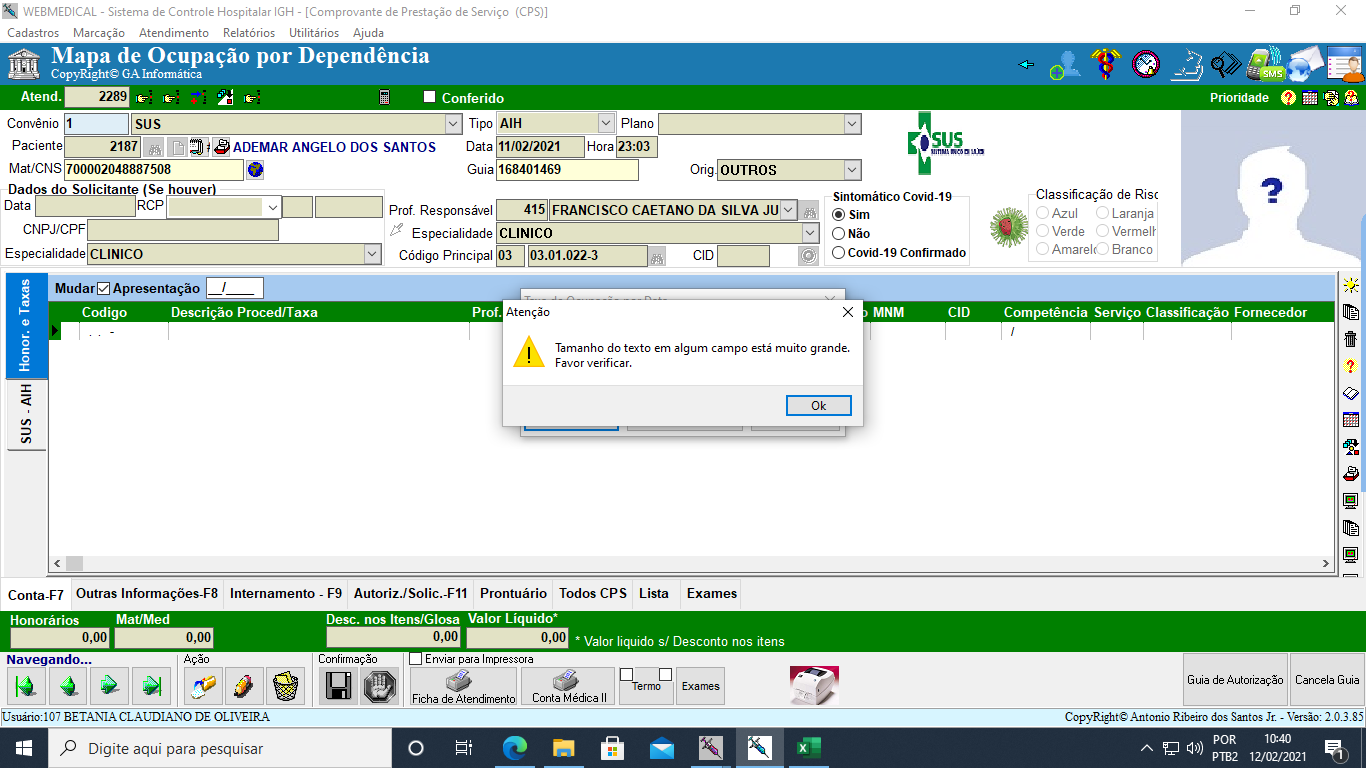 WEBMEDICAL - Sistema de Controle Hospitalar IGH - [Comprovante de Prestação de Serviço (CPS)]
Cadastros Marcação Atendimento Relatórios Utilitários Ajuda
Mapa de Ocupação por Dependência
CopyRight© GA Informática
SMS
Atend. 2289 Conferido Prioridade
Convênio 1 SUS Tipo AIH Plano
Paciente 2187 ADEMAR ANGELO DOS SANTOS Data 11/02/2021 Hora 23:03
Mat/CNS 700002048887508 Guia 168401469 Orig. OUTROS
SUS
Dados do Solicitante (Se houver)
Data RCP
CNPJ/CPF
Especialidade CLINICO
Prof. Responsável 415 FRANCISCO CAETANO DA SILVA JU
Especialidade CLINICO
Código Principal 03 03.01.022-3 CID
Sintomático Covid-19
Sim
Não
Covid-19 Confirmado
Classificação de Risc
Azul Laranja
Verde Vermelh
Amarelo Branco
Honor. e Taxas
SUS - AIH
Mudar Apresentação __/____
Codigo Descrição Proced/Taxa Prof. o MNM CID Competência Serviço Classificação Fornecedor
. . -
/
Atenção
Tamanho do texto em algum campo está muito grande.
Favor verificar.
Ok
Conta-F7 Outras Informações-F8 Internamento - F9 Autoriz./Solic.-F11 Prontuário Todos CPS Lista Exames
Honorários Mat/Med Desc. nos Itens/Glosa Valor Líquido*
0,00 0,00 0,00 0,00 * Valor liquido s/ Desconto nos itens
Navegando... Ação Confirmação Enviar para Impressora
Ficha de Atendimento Conta Médica II Termo Exames Guia de Autorização Cancela Guia
Usuário:107 BETANIA CLAUDIANO DE OLIVEIRA CopyRight© Antonio Ribeiro dos Santos Jr. - Versão: 2.0.3.85
Digite aqui para pesquisar
POR
PTB2
10:40
12/02/2021
1